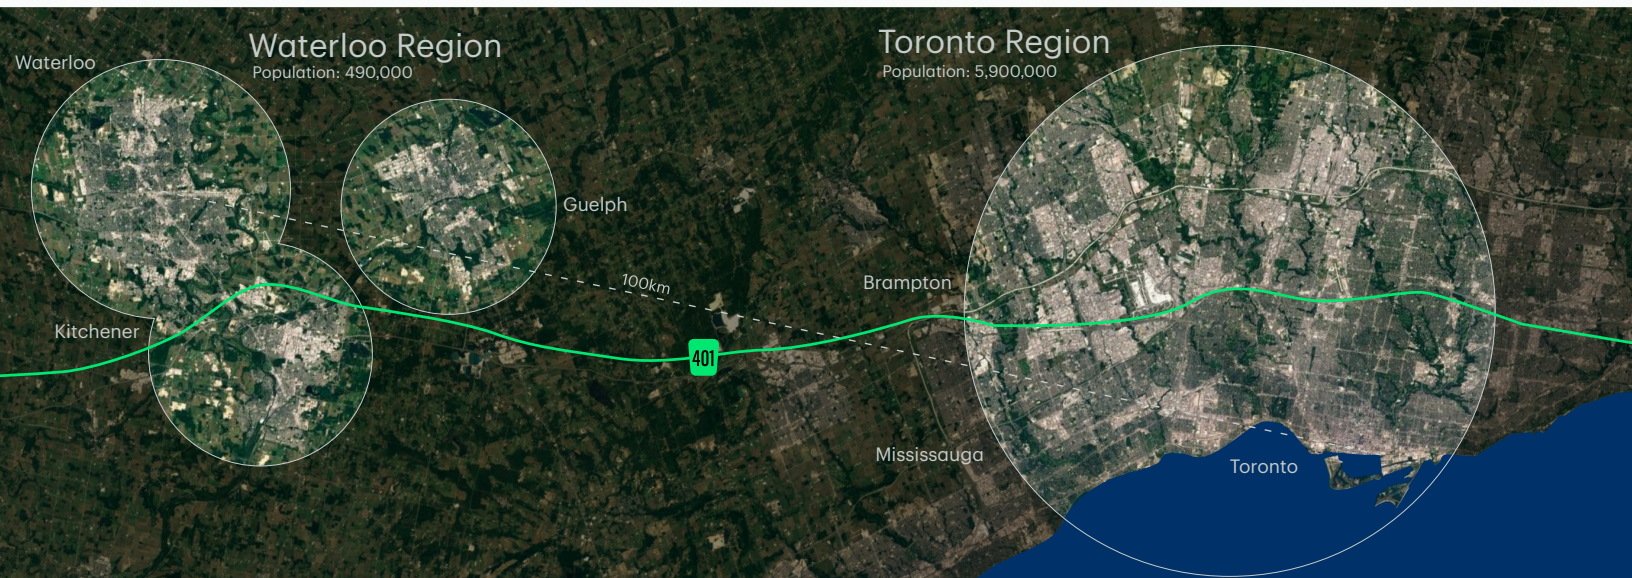 Waterloo
Waterloo Region
Population: 490,000
Toronto Region
Population: 5,900,000
Guelph
100km
Brampton
Kitchener
401
Mississauga
Toronto